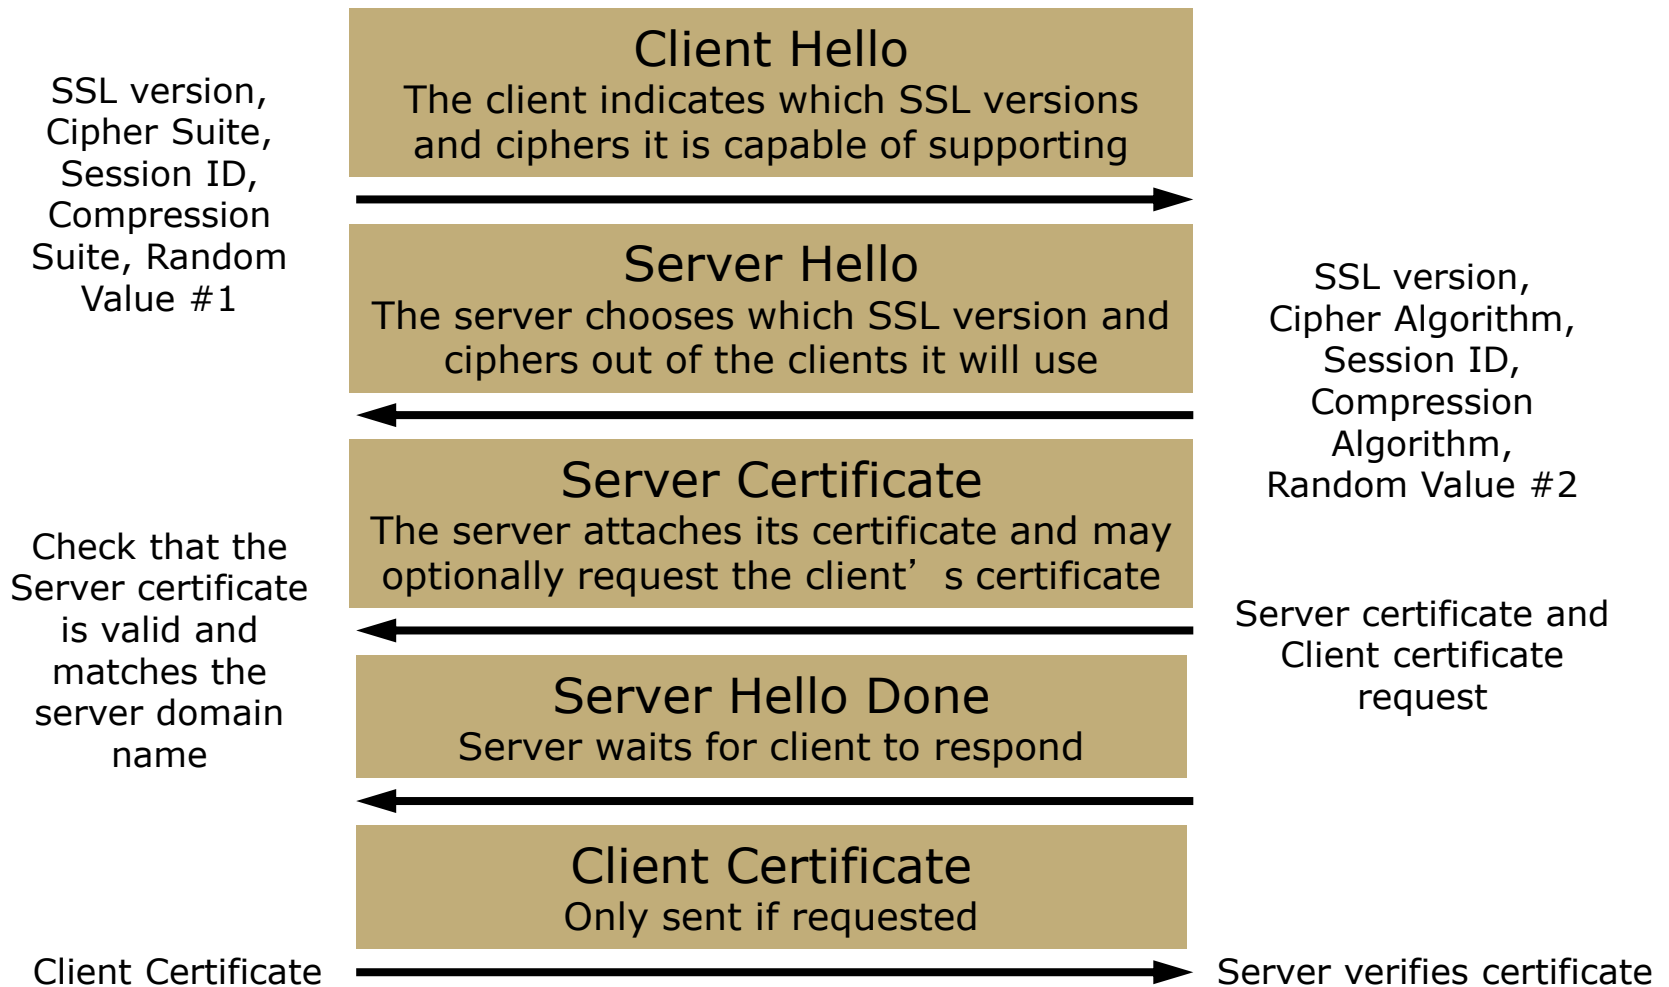 Client Hello
The client indicates which SSL versions
and ciphers it is capable of supporting
SSL version,
Cipher Suite,
Session ID,
Compression
Suite, Random
Value #1
Server Hello
The server chooses which SSL version and
ciphers out of the clients it will use
SSL version,
Cipher Algorithm,
Session ID,
Compression
Algorithm,
Random Value #2
Server Certificate
The server attaches its certificate and may
optionally request the client’s certificate
Check that the
Server certificate
is valid and
matches the
server domain
name
Server certificate and
Client certificate
request
Server Hello Done
Server waits for client to respond
Client Certificate
Only sent if requested
Client Certificate
Server verifies certificate